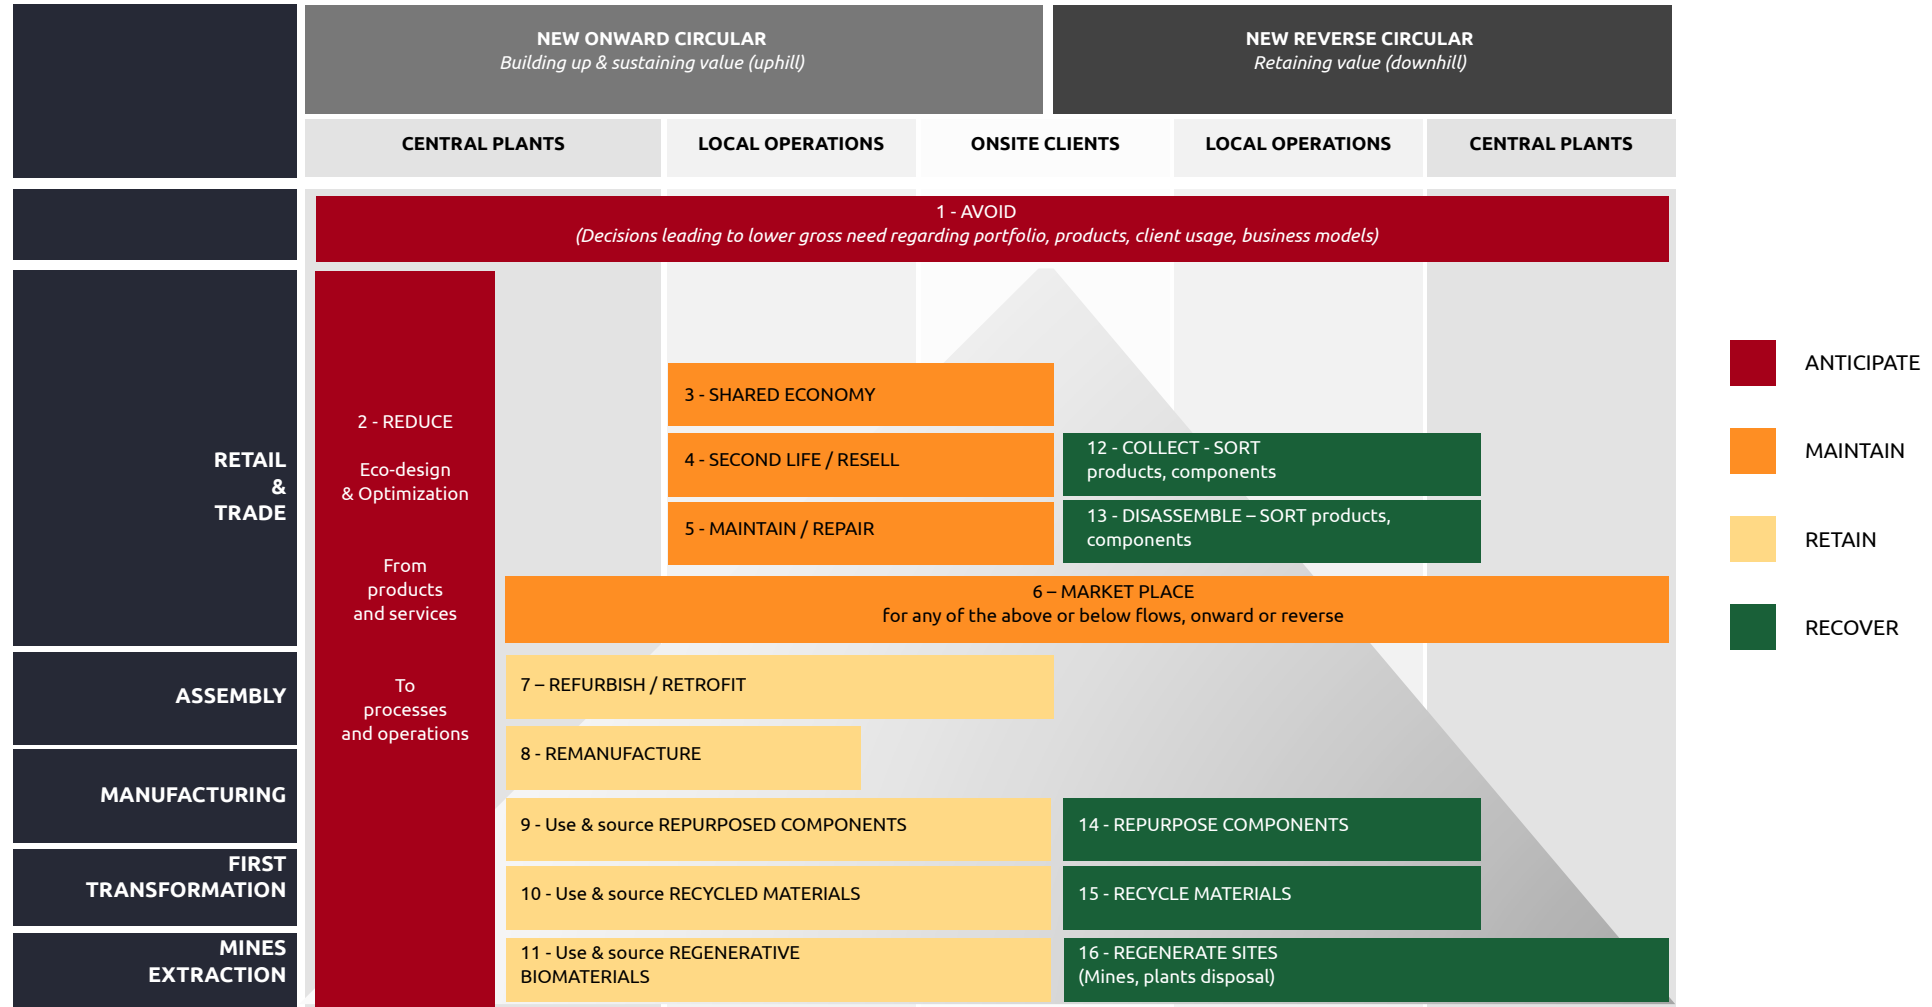 NEW ONWARD CIRCULAR
Building up & sustaining value (uphill)
NEW REVERSE CIRCULAR
Retaining value (downhill)
CENTRAL PLANTS
LOCAL OPERATIONS
ONSITE CLIENTS
LOCAL OPERATIONS
CENTRAL PLANTS
1 - AVOID
(Decisions leading to lower gross need regarding portfolio, products, client usage, business models)
RETAIL
&
TRADE
ASSEMBLY
MANUFACTURING
FIRST
TRANSFORMATION
MINES
EXTRACTION
2 - REDUCE
Eco-design
& Optimization
From
products
and services
To
processes
and operations
3 - SHARED ECONOMY
4 - SECOND LIFE / RESELL
5 - MAINTAIN / REPAIR
12 - COLLECT - SORT
products, components
13 - DISASSEMBLE – SORT products,
components
6 – MARKET PLACE
for any of the above or below flows, onward or reverse
7 – REFURBISH / RETROFIT
8 - REMANUFACTURE
9 - Use & source REPURPOSED COMPONENTS
10 - Use & source RECYCLED MATERIALS
11 - Use & source REGENERATIVE
BIOMATERIALS
14 - REPURPOSE COMPONENTS
15 - RECYCLE MATERIALS
16 - REGENERATE SITES
(Mines, plants disposal)
ANTICIPATE
MAINTAIN
RETAIN
RECOVER